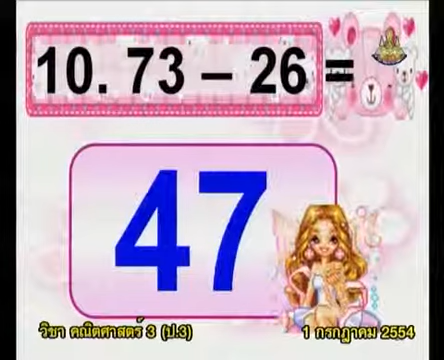 10. 73 – 26 =
47
วิชา คณิตศาสตร์ 3 (ป.3)
1 กรกฎาคม 2554